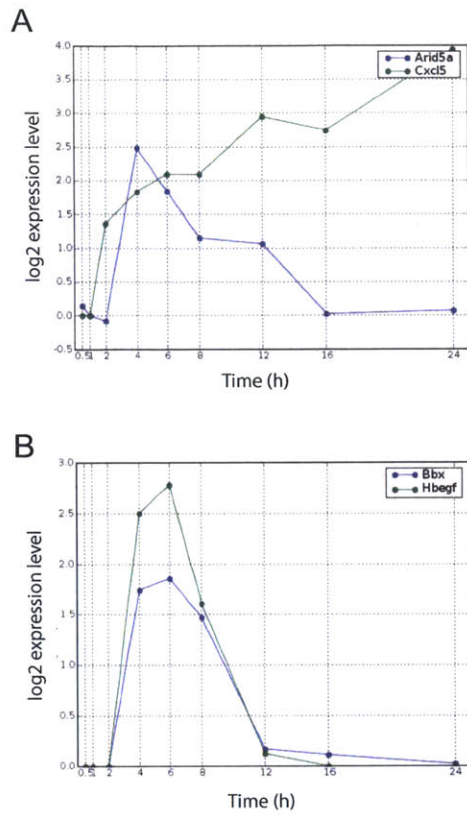 A
4.0
Arid5a
Cxcl5
3.5
3.0
2.5
2.0
1.5
1.0
0.5
0.0
-0.5
0.5 1 2 4 6 8 12 16 24
log2 expression level
Time (h)
B
3.0
Bbx
Hbegf
2.5
2.0
1.5
1.0
0.5
0.0
0.5 1 2 4 6 8 12 16 24
log2 expression level
Time (h)